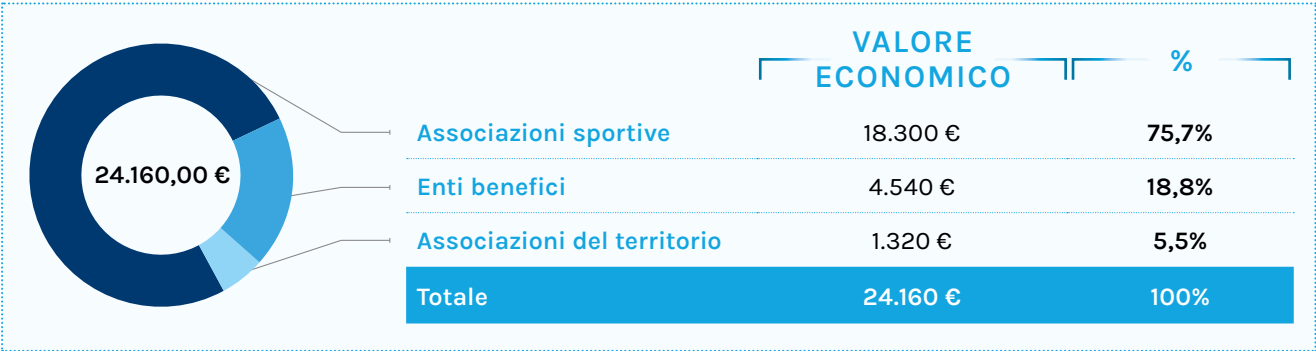 VALORE
ECONOMICO
%
24.160,00 €
Associazioni sportive 18.300 € 75,7%
Enti benefici 4.540 € 18,8%
Associazioni del territorio 1.320 € 5,5%
Totale 24.160 € 100%